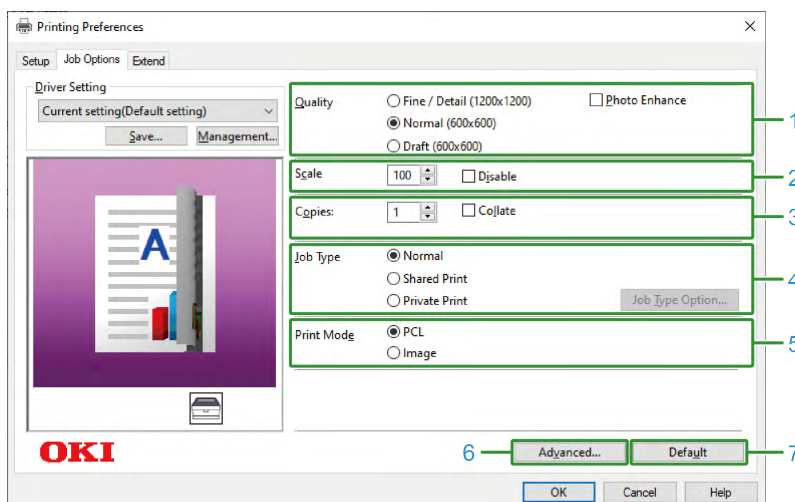 Printing Preferences
Setup Job Options Extend
Driver Setting
Current setting(Default setting)
Save... Management...
A
Quality Fine / Detail (1200x1200) Photo Enhance
Normal (600x600)
Draft (600x600)
1
Scale 100 Disable
2
Copies: 1 Collate
3
Job Type Normal
Shared Print
Private Print Job Type Option...
4
Print Mode PCL
Image
5
OKI
6 Advanced... Default 7
OK Cancel Help